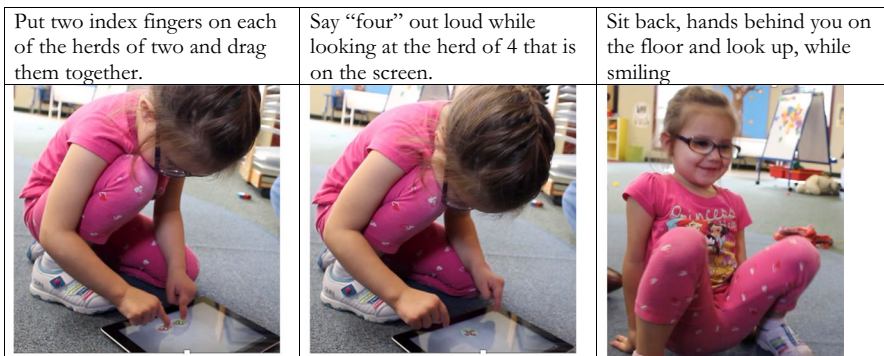 Put two index fingers on each
of the herds of two and drag
them together.
Say “four” out loud while
looking at the herd of 4 that is
on the screen.
Sit back, hands behind you on
the floor and look up, while
smiling
Princess